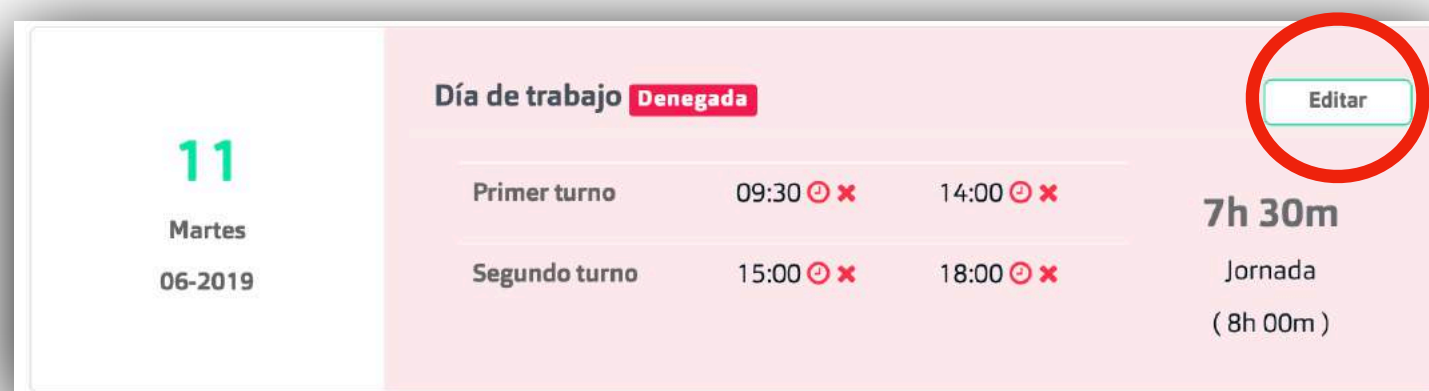 11
Martes
06-2019
Día de trabajo Denegada
Editar
Primer turno 09:30 14:00
Segundo turno 15:00 18:00
7h 30m
Jornada
( 8h 00m )